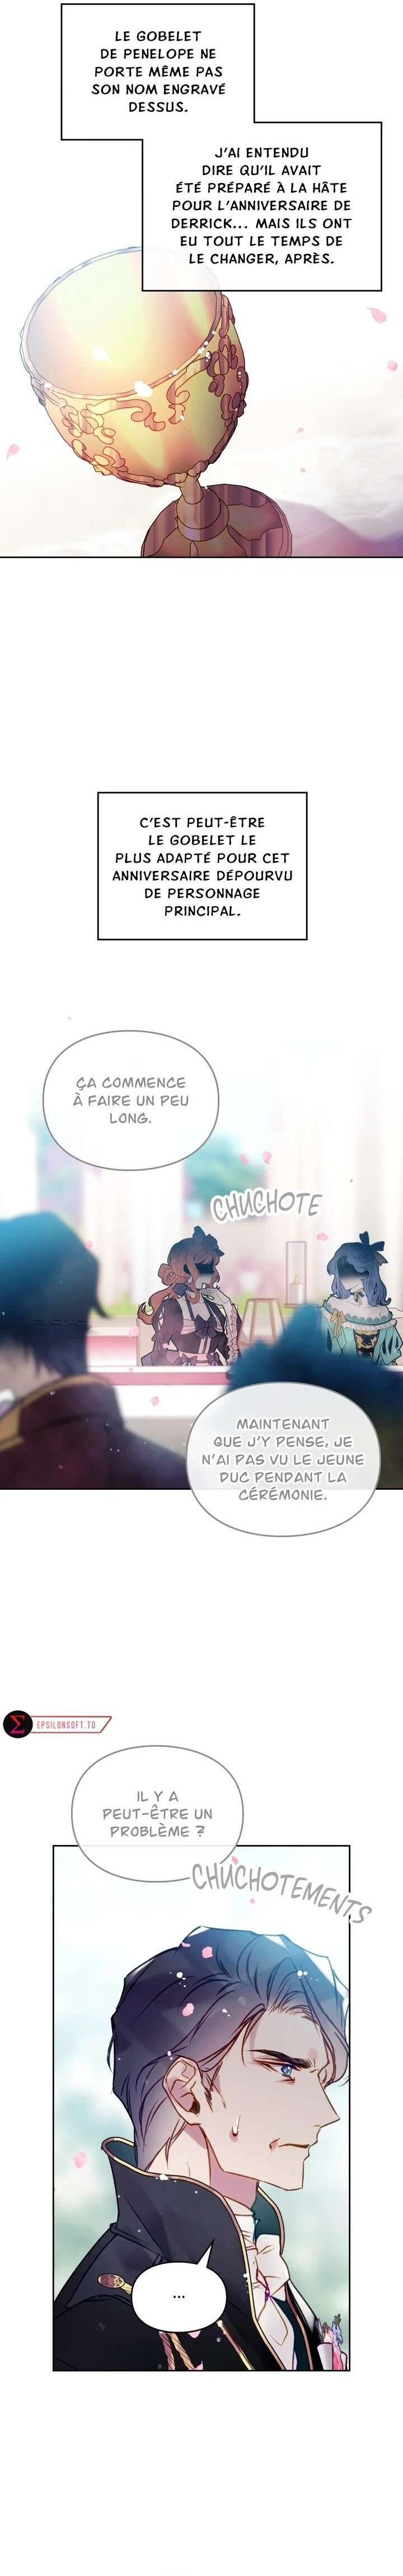 LE GOBELET
DE PENELOPE NE
PORTE MÊME PAS
SON NOM ENGRAVÉ
DESSUS.
J'AI ENTENDU
DIRE QU'IL AVAIT
ÉTÉ PRÉPARÉ À LA HÂTE
POUR L'ANNIVERSAIRE DE
DERRICK... MAIS ILS ONT
EU TOUT LE TEMPS DE
LE CHANGER, APRÈS.
C'EST PEUT-ÊTRE
LE GOBELET LE
PLUS ADAPTÉ POUR CET
ANNIVERSAIRE DÉPOURVU
DE PERSONNAGE
PRINCIPAL.
ÇA COMMENCE
À FAIRE UN PEU
LONG.
CHUCHOTE
MAINTENANT
QUE J'Y PENSE, JE
N'AI PAS VU LE JEUNE
DUC PENDANT LA
CÉRÉMONIE.
EPSILONSOFT.TO
IL Y A
PEUT-ÊTRE UN
PROBLÈME ?
CHUCHOTEMENTS
...